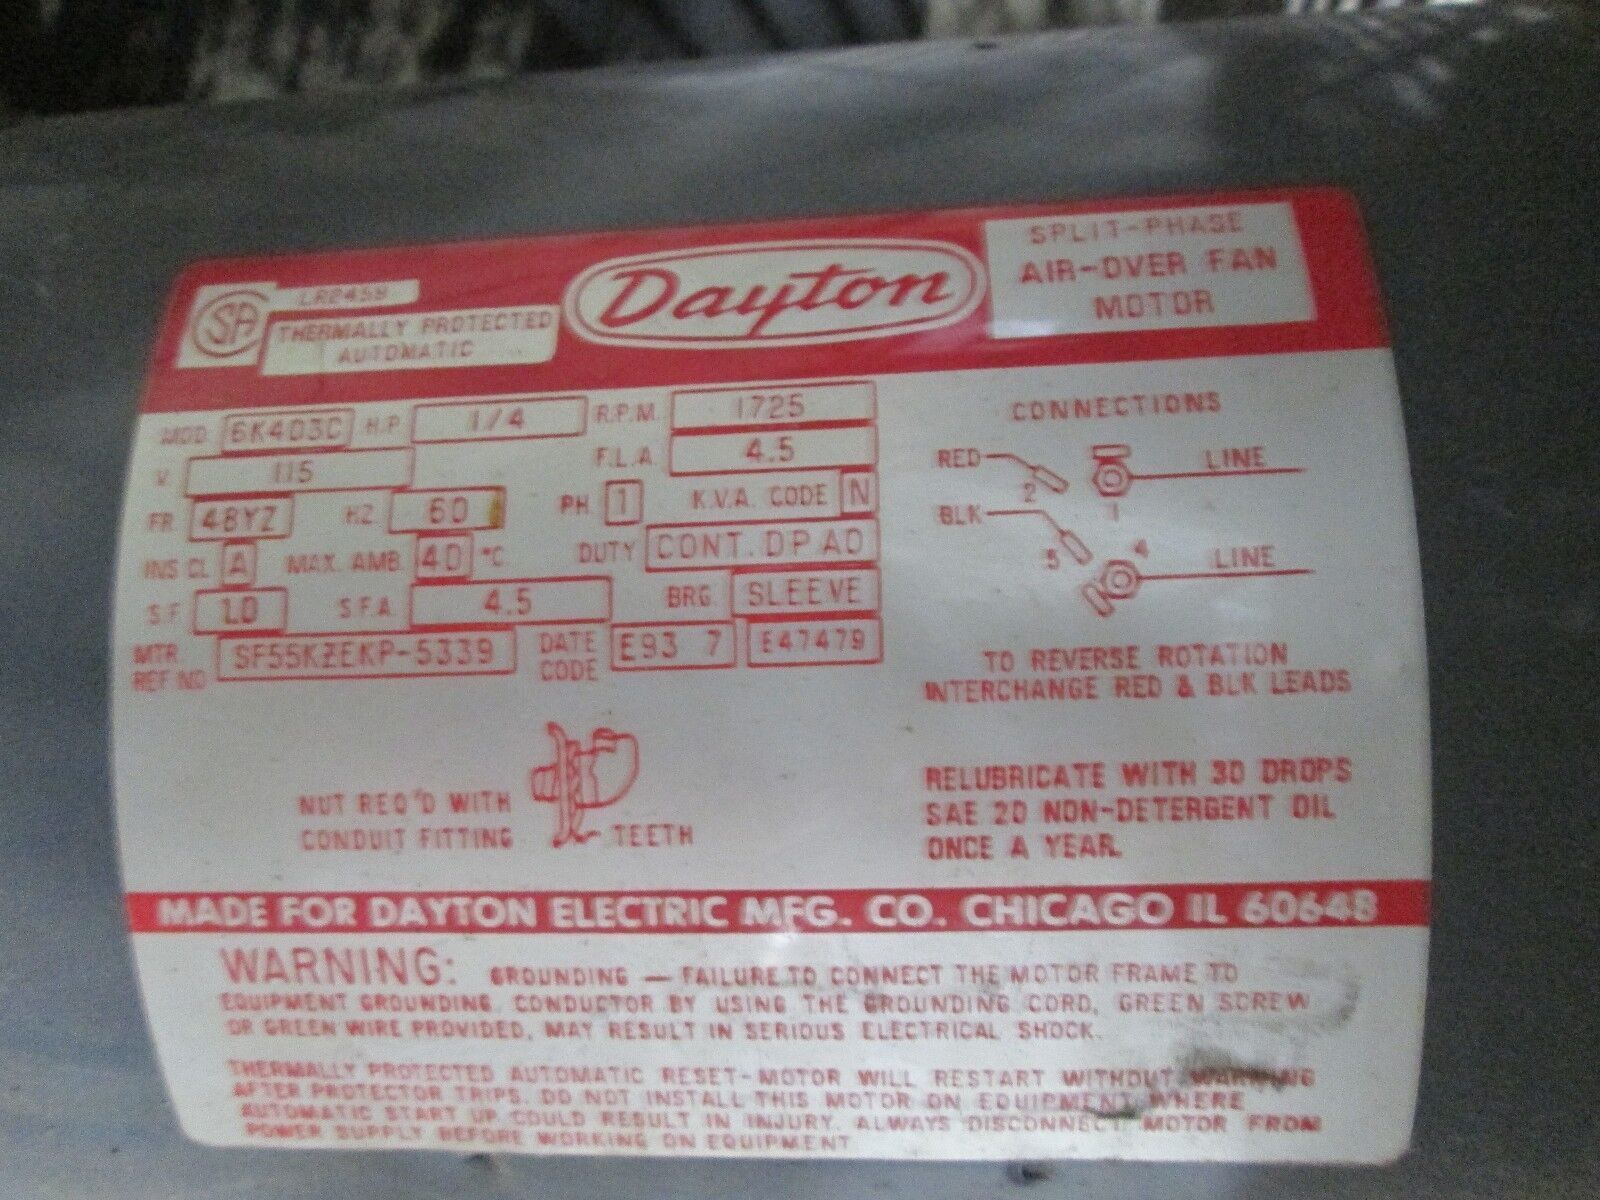 SA LR2459
THERMALLY PROTECTED
AUTOMATIC
Dayton
SPLIT-PHASE
AIR-OVER FAN
MOTOR
MOD. 6K403C H.P. 1/4 R.P.M. 1725
V. 115 F.L.A. 4.5
FR. 48YZ HZ. 60 PH. 1 K.V.A. CODE N
INS CL A MAX. AMB. 40 °C. DUTY CONT. DP AO
S.F. 1.0 S.F.A. 4.5 BRG. SLEEVE
MTR. REF NO SF55KZEKP-5339 DATE CODE E93 7 E47479
CONNECTIONS
RED 2 1 LINE
BLK 5 4 LINE
TO REVERSE ROTATION
INTERCHANGE RED & BLK LEADS
NUT REQ'D WITH
CONDUIT FITTING
TEETH
RELUBRICATE WITH 30 DROPS
SAE 20 NON-DETERGENT OIL
ONCE A YEAR.
MADE FOR DAYTON ELECTRIC MFG. CO. CHICAGO IL 60648
WARNING: GROUNDING — FAILURE TO CONNECT THE MOTOR FRAME TO
EQUIPMENT GROUNDING CONDUCTOR BY USING THE GROUNDING CORD, GREEN SCREW
OR GREEN WIRE PROVIDED, MAY RESULT IN SERIOUS ELECTRICAL SHOCK.
THERMALLY PROTECTED AUTOMATIC RESET-MOTOR WILL RESTART WITHOUT WARNING
AFTER PROTECTOR TRIPS. DO NOT INSTALL THIS MOTOR ON EQUIPMENT WHERE
AUTOMATIC START UP COULD RESULT IN INJURY. ALWAYS DISCONNECT MOTOR FROM
POWER SUPPLY BEFORE WORKING ON EQUIPMENT